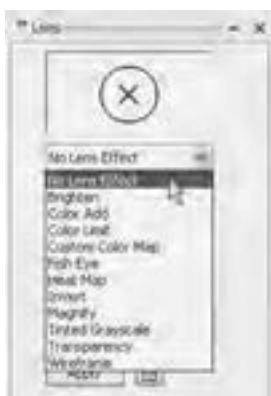 Lens
No Lens Effect
No Lens Effect
Brighten
Color Add
Color Limit
Custom Color Map
Fish Eye
Heat Map
Invert
Magnify
Tinted Grayscale
Transparency
Wireframe
Apply